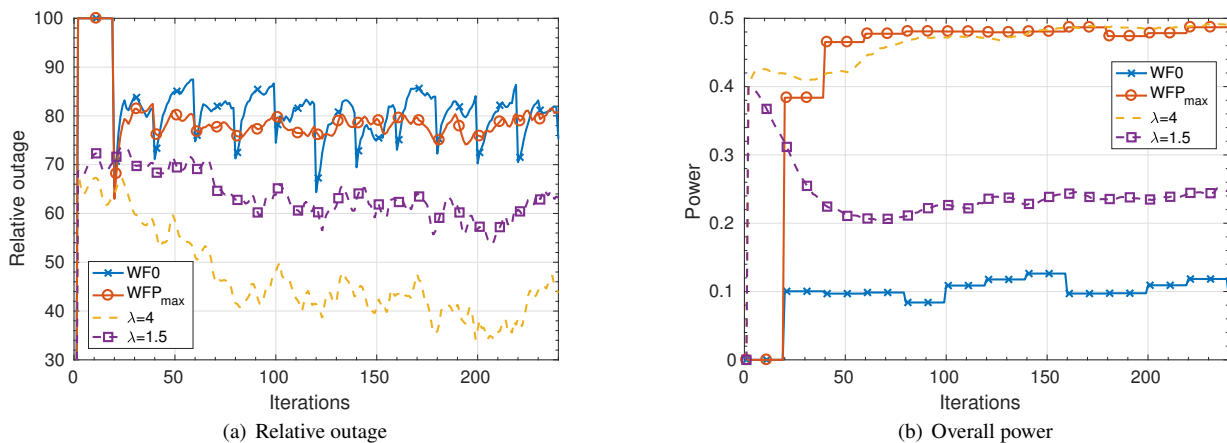 100
90
80
70
60
50
40
30
Relative outage
WF0
WFPmax
λ=4
λ=1.5
0
50
100
150
200
Iterations
(a) Relative outage
0.5
0.4
0.3
0.2
0.1
0
Power
WF0
WFPmax
λ=4
λ=1.5
0
50
100
150
200
Iterations
(b) Overall power